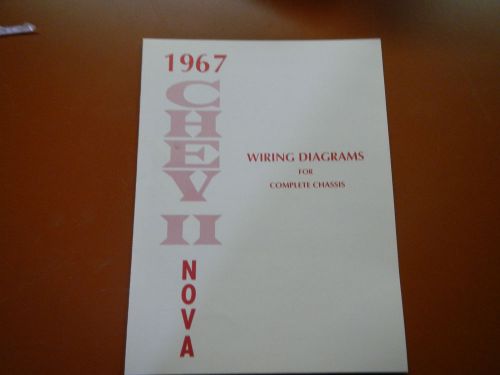 1967
CHEV II
NOVA
WIRING DIAGRAMS
FOR
COMPLETE CHASSIS